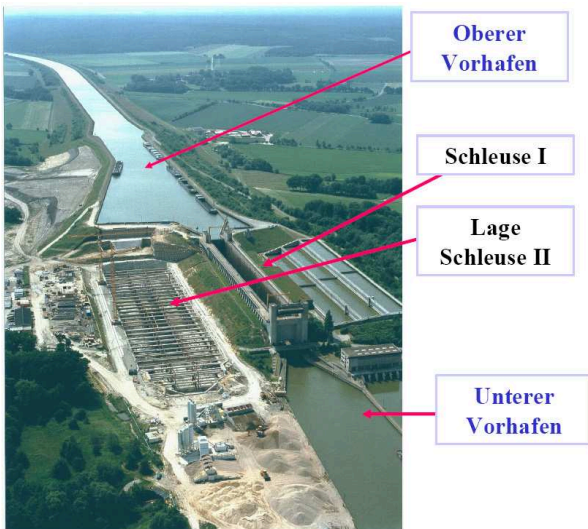 Oberer
Vorhafen
Schleuse I
Lage
Schleuse II
Unterer
Vorhafen